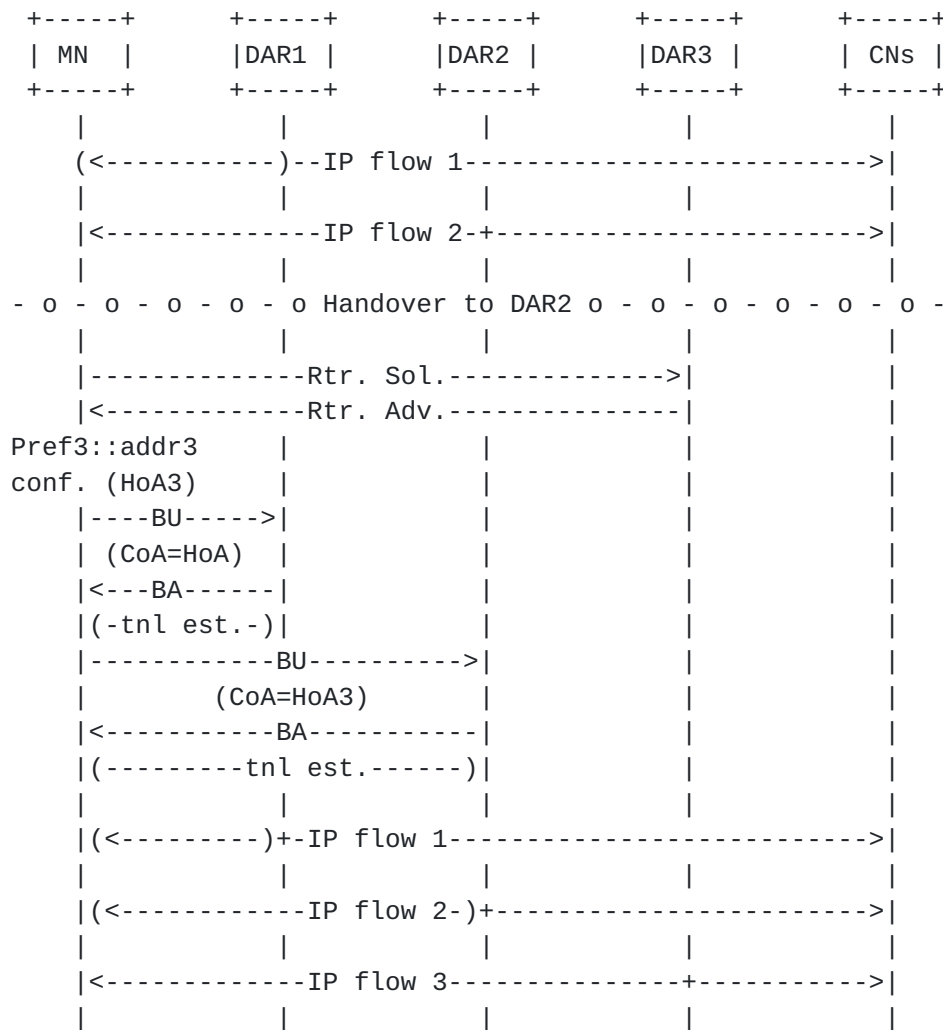 +-----+       +-----+      +-----+      +-----+      +-----+
| MN  |       |DAR1 |      |DAR2 |      |DAR3 |      | CNs |
+-----+       +-----+      +-----+      +-----+      +-----+
   |            |            |            |            |
   (<-----------)--IP flow 1-------------------------->|
   |            |            |            |            |
   |<--------------IP flow 2-+------------------------>|
   |            |            |            |            |
- o - o - o - o - o Handover to DAR2 o - o - o - o - o - o -
   |            |            |            |            |
   |--------------Rtr. Sol.-------------->|            |
   |<-------------Rtr. Adv.---------------|            |
Pref3::addr3    |            |            |            |
conf. (HoA3)    |            |            |            |
   |----BU----->|            |            |            |
   | (CoA=HoA)  |            |            |            |
   |<---BA------|            |            |            |
   |(-tnl est.-)|            |            |            |
   |------------BU---------->|            |            |
   |        (CoA=HoA3)       |            |            |
   |<-----------BA-----------|            |            |
   |(---------tnl est.------)|            |            |
   |            |            |            |            |
   |(<---------)+-IP flow 1--------------------------->|
   |            |            |            |            |
   |(<------------IP flow 2-)+------------------------>|
   |            |            |            |            |
   |<-------------IP flow 3---------------+----------->|
   |            |            |            |            |